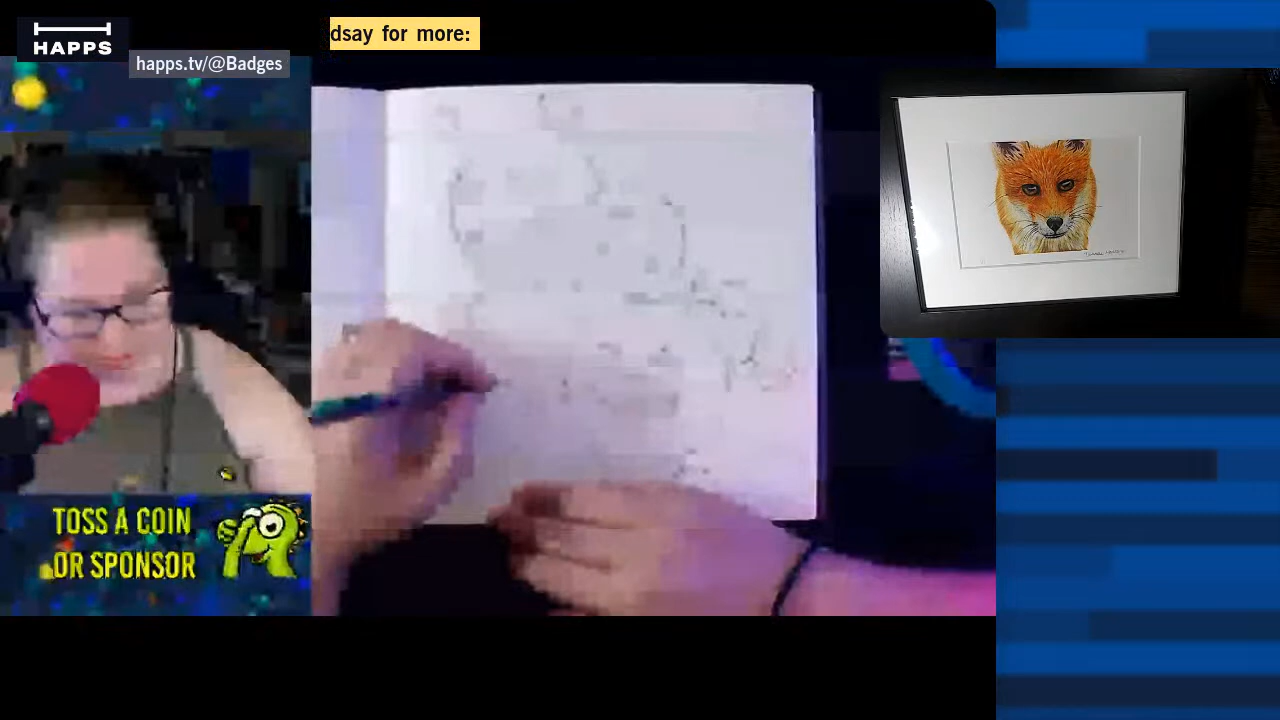 dsay for more:
HAPPS
happs.tv/@Badges
TOSS A COIN
OR SPONSOR